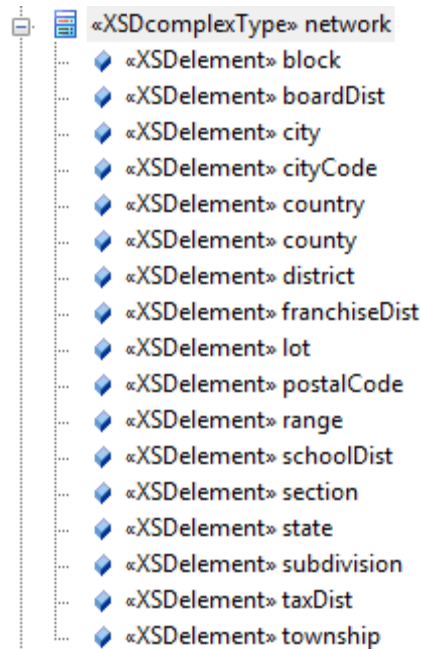 «XSDcomplexType» network
«XSDelement» block
«XSDelement» boardDist
«XSDelement» city
«XSDelement» cityCode
«XSDelement» country
«XSDelement» county
«XSDelement» district
«XSDelement» franchiseDist
«XSDelement» lot
«XSDelement» postalCode
«XSDelement» range
«XSDelement» schoolDist
«XSDelement» section
«XSDelement» state
«XSDelement» subdivision
«XSDelement» taxDist
«XSDelement» township